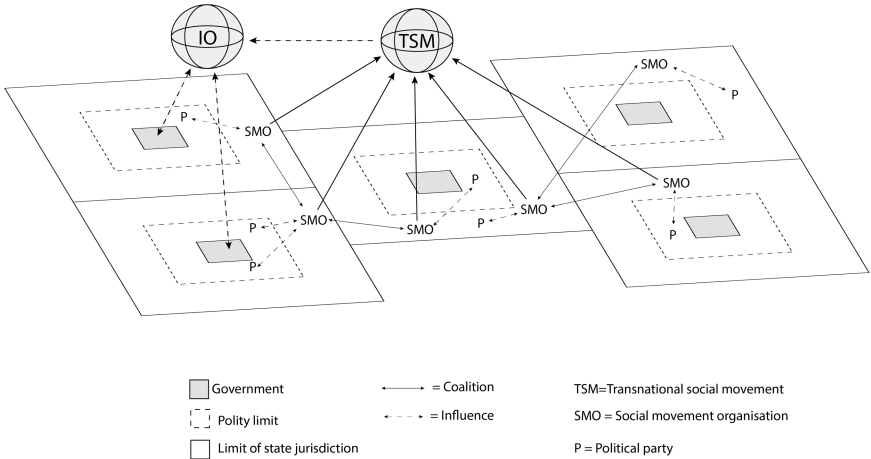 IO
TSM
SMO
P
P
SMO
SMO
P
P
P
SMO
P
SMO
P
SMO
SMO
P
Government
= Coalition
TSM=Transnational social movement
Polity limit
= Influence
SMO = Social movement organisation
Limit of state jurisdiction
P = Political party